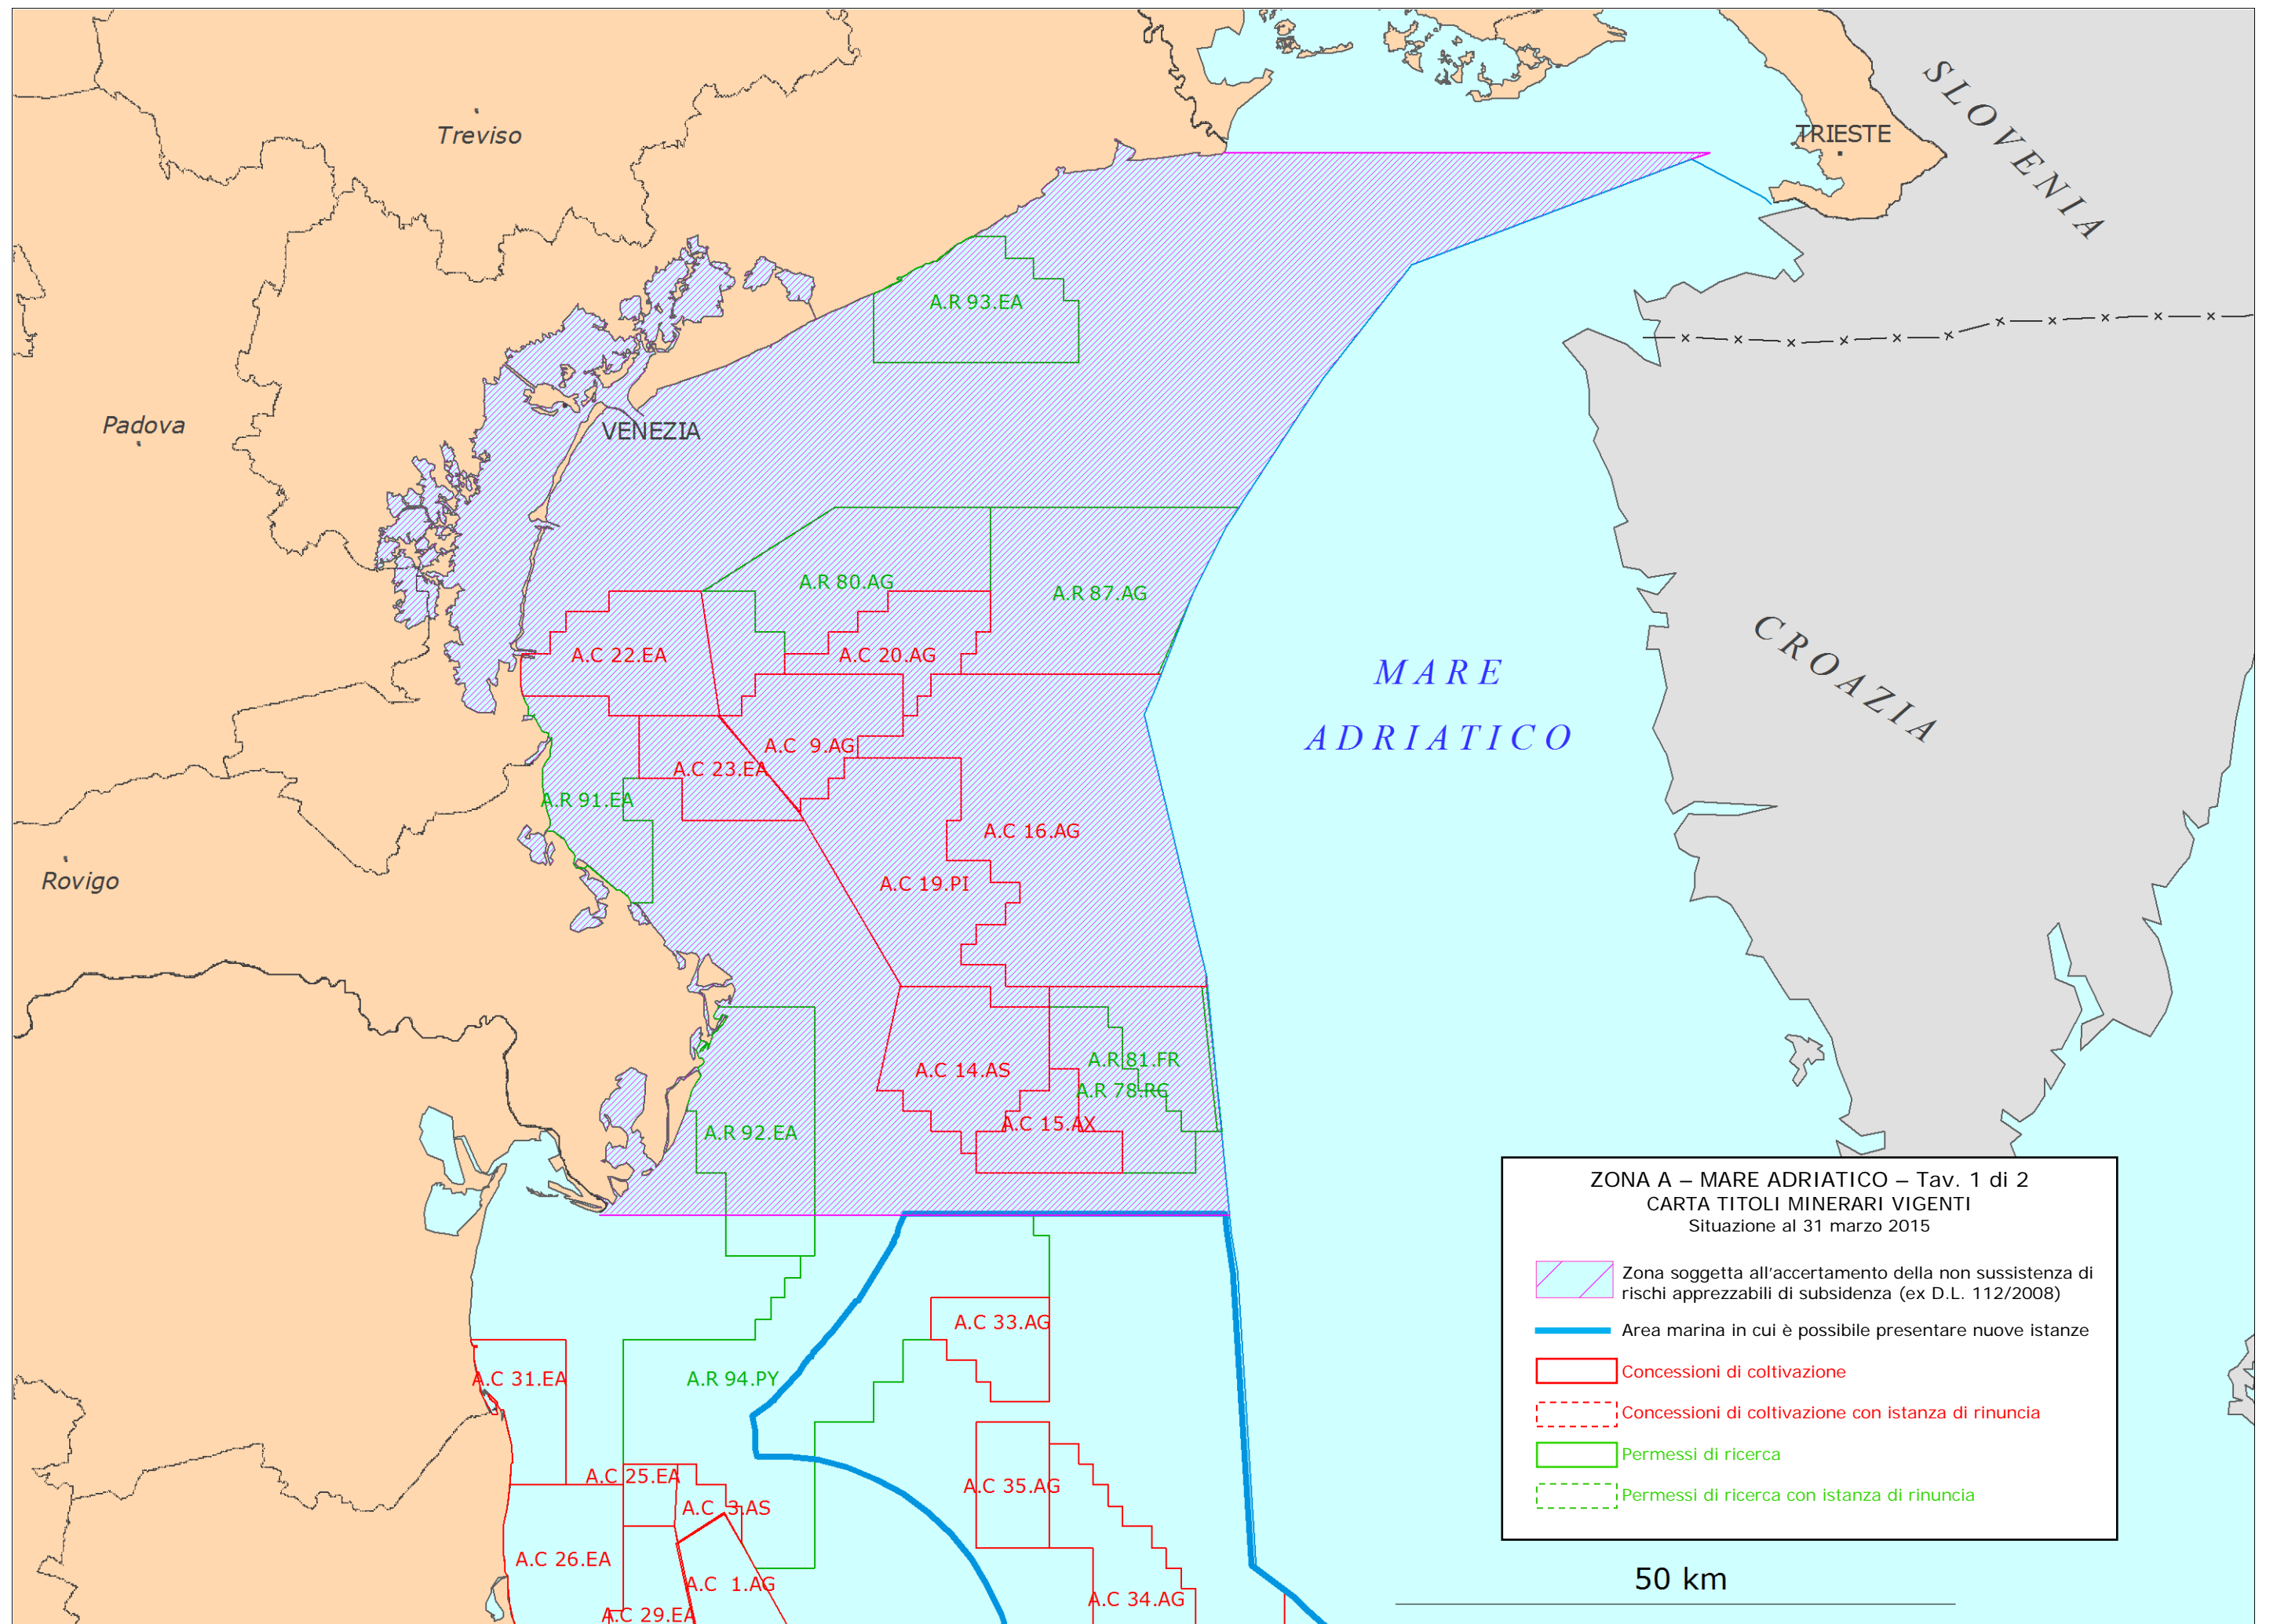 SLOVENIA
TRIESTE
Treviso
A.R 93.EA
Padova
VENEZIA
A.R 80.AG
A.R 87.AG
CROAZIA
A.C 22.EA
A.C 20.AG
MARE
ADRIATICO
A.C  9.AG
A.C 23.EA
A.R 91.EA
A.C 16.AG
Rovigo
A.C 19.PI
A.R 81.FR
A.C 14.AS
A.R 78.RC
A.C 15.AX
A.R 92.EA
ZONA A – MARE ADRIATICO – Tav. 1 di 2
CARTA TITOLI MINERARI VIGENTI
Situazione al 31 marzo 2015
Zona soggetta all'accertamento della non sussistenza di
rischi apprezzabili di subsidenza (ex D.L. 112/2008)
Area marina in cui è possibile presentare nuove istanze
Concessioni di coltivazione
Concessioni di coltivazione con istanza di rinuncia
Permessi di ricerca
Permessi di ricerca con istanza di rinuncia
A.C 33.AG
A.C 31.EA
A.R 94.PY
A.C 25.EA
A.C 35.AG
A.C  3.AS
A.C 26.EA
A.C  1.AG
A.C 34.AG
A.C 29.EA
50 km